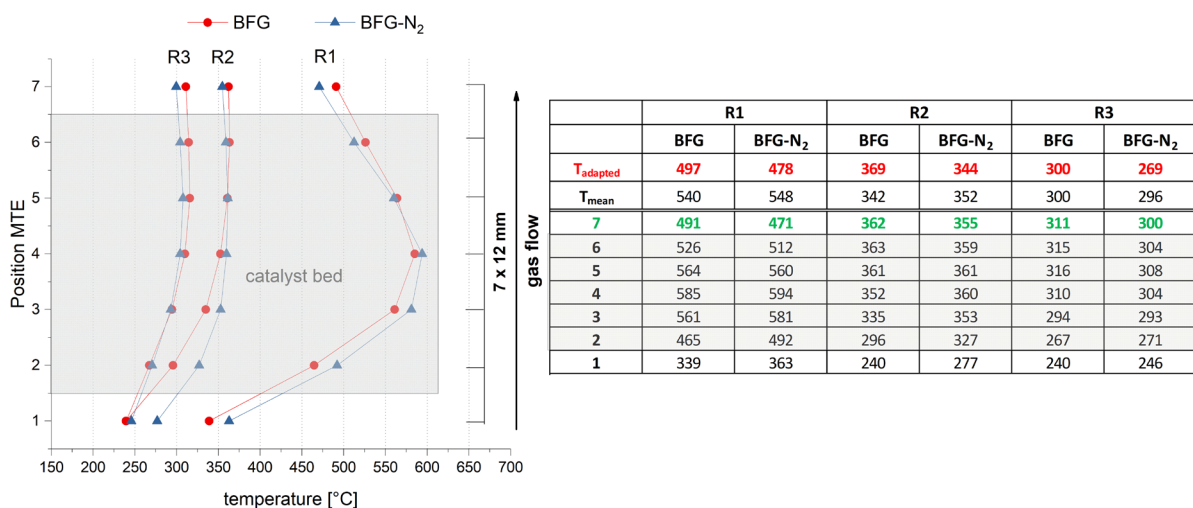 BFG BFG-N2
R3 R2 R1
7
6
5
4
3
2
1
Position MTE
catalyst bed
150 200 250 300 350 400 450 500 550 600 650 700
temperature [°C]
7 x 12 mm
gas flow
R1 R2 R3
BFG BFG-N2 BFG BFG-N2 BFG BFG-N2
Tadapted 497 478 369 344 300 269
Tmean 540 548 342 352 300 296
7 491 471 362 355 311 300
6 526 512 363 359 315 304
5 564 560 361 361 316 308
4 585 594 352 360 310 304
3 561 581 335 353 294 293
2 465 492 296 327 267 271
1 339 363 240 277 240 246